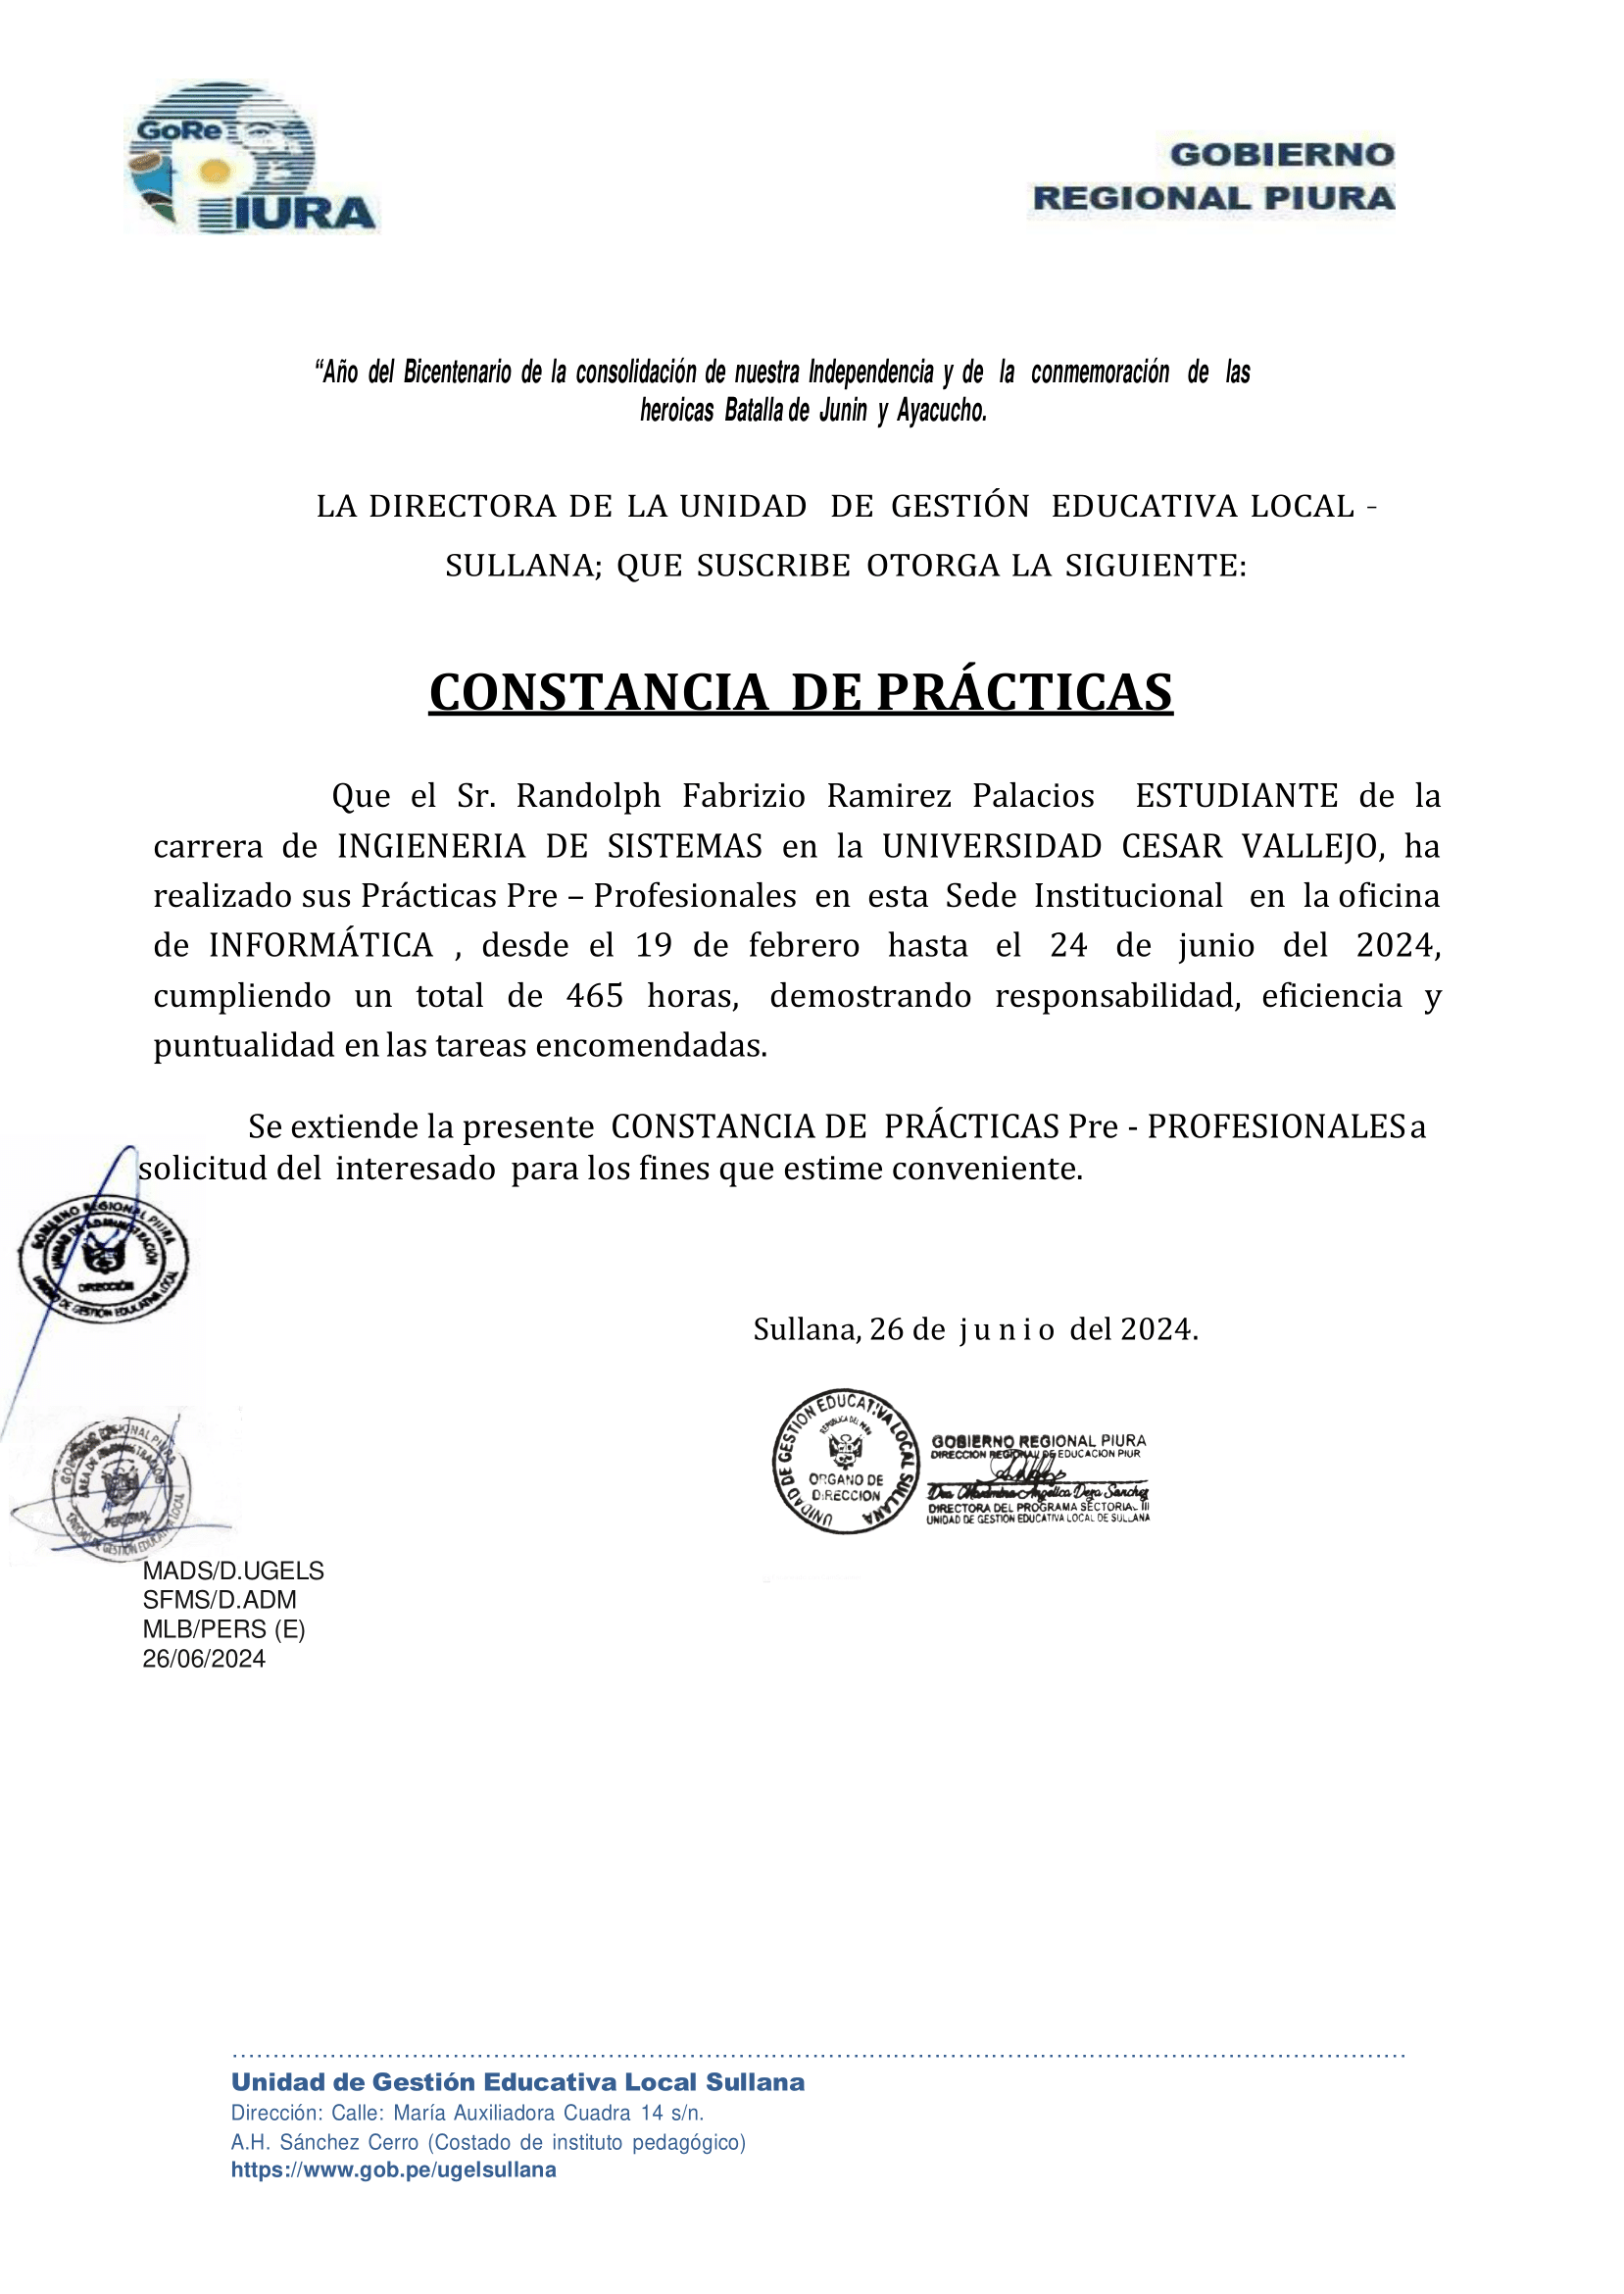 GoRe
PIURA
GOBIERNO
REGIONAL PIURA
“Año del Bicentenario de la consolidación de nuestra Independencia y de la conmemoración de las
heroicas Batalla de Junin y Ayacucho.
LA DIRECTORA DE LA UNIDAD DE GESTIÓN EDUCATIVA LOCAL -
SULLANA; QUE SUSCRIBE OTORGA LA SIGUIENTE:
CONSTANCIA DE PRÁCTICAS
Que el Sr. Randolph Fabrizio Ramirez Palacios ESTUDIANTE de la
carrera de INGIENERIA DE SISTEMAS en la UNIVERSIDAD CESAR VALLEJO, ha
realizado sus Prácticas Pre – Profesionales en esta Sede Institucional en la oficina
de INFORMÁTICA , desde el 19 de febrero hasta el 24 de junio del 2024,
cumpliendo un total de 465 horas, demostrando responsabilidad, eficiencia y
puntualidad en las tareas encomendadas.
Se extiende la presente CONSTANCIA DE PRÁCTICAS Pre - PROFESIONALES a
solicitud del interesado para los fines que estime conveniente.
GOBIERNO REGIONAL PIURA
UNIDAD DE ADMINISTRACIÓN
DIRECCIÓN
UNIDAD DE GESTIÓN EDUCATIVA LOCAL
Sullana, 26 de junio del 2024.
REGIONAL PIURA
ÁREA DE ADMINISTRACIÓN
PERSONAL
UNIDAD DE GESTIÓN EDUCATIVA LOCAL
UNIDAD DE GESTIÓN EDUCATIVA LOCAL SULLANA
REPÚBLICA DEL PERÚ
ORGANO DE
DIRECCION
GOBIERNO REGIONAL PIURA
DIRECCION REGIONAL DE EDUCACION PIUR
Dra Angélica Deza Sanchez
DIRECTORA DEL PROGRAMA SECTORIAL III
UNIDAD DE GESTIÓN EDUCATIVA LOCAL DE SULLANA
MADS/D.UGELS
SFMS/D.ADM
MLB/PERS (E)
26/06/2024
Unidad de Gestión Educativa Local Sullana
Dirección: Calle: María Auxiliadora Cuadra 14 s/n.
A.H. Sánchez Cerro (Costado de instituto pedagógico)
https://www.gob.pe/ugelsullana